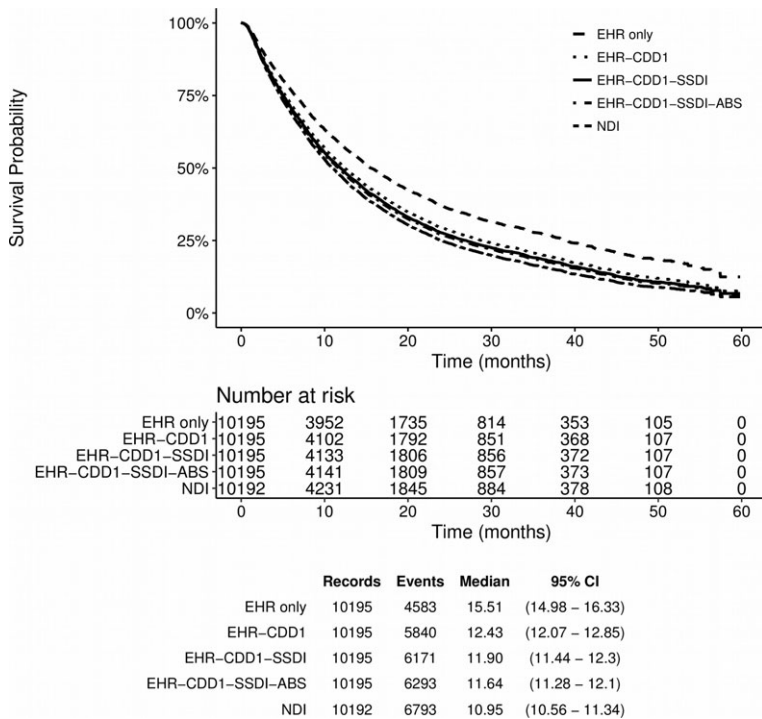 100%
75%
50%
25%
0%
Survival Probability
EHR only
EHR−CDD1
EHR−CDD1−SSDI
EHR−CDD1−SSDI−ABS
NDI
0 10 20 30 40 50 60
Time (months)
Number at risk
EHR only 10195 3952 1735 814 353 105 0
EHR−CDD1 10195 4102 1792 851 368 107 0
EHR−CDD1−SSDI 10195 4133 1806 856 372 107 0
EHR−CDD1−SSDI−ABS 10195 4141 1809 857 373 107 0
NDI 10192 4231 1845 884 378 108 0
0 10 20 30 40 50 60
Time (months)
Records Events Median 95% CI
EHR only 10195 4583 15.51 (14.98 − 16.33)
EHR−CDD1 10195 5840 12.43 (12.07 − 12.85)
EHR−CDD1−SSDI 10195 6171 11.90 (11.44 − 12.3)
EHR−CDD1−SSDI−ABS 10195 6293 11.64 (11.28 − 12.1)
NDI 10192 6793 10.95 (10.56 − 11.34)